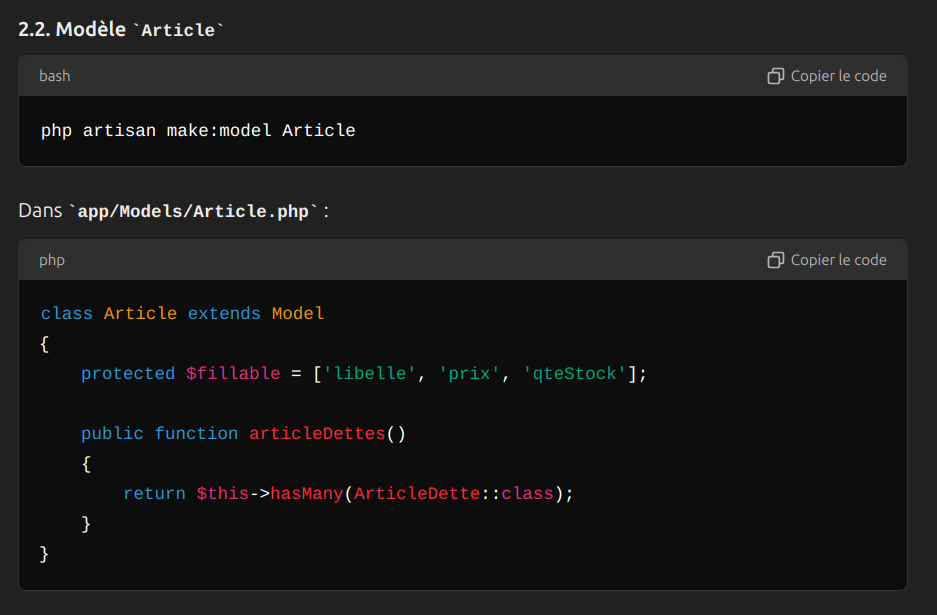 2.2. Modèle `Article`
bash
Copier le code
php artisan make:model Article
Dans `app/Models/Article.php` :
php
Copier le code
class Article extends Model
{
    protected $fillable = ['libelle', 'prix', 'qteStock'];
    public function articleDettes()
    {
        return $this->hasMany(ArticleDette::class);
    }
}